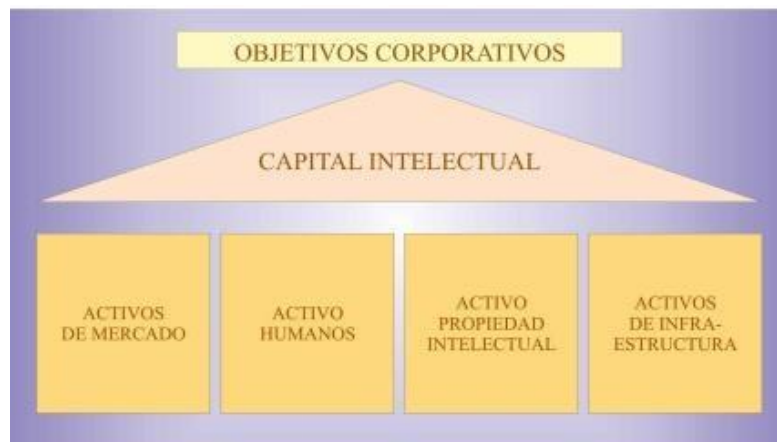 OBJETIVOS CORPORATIVOS
CAPITAL INTELECTUAL
ACTIVOS
DE MERCADO
ACTIVO
HUMANOS
ACTIVO
PROPIEDAD
INTELECTUAL
ACTIVOS
DE INFRA-
ESTRUCTURA